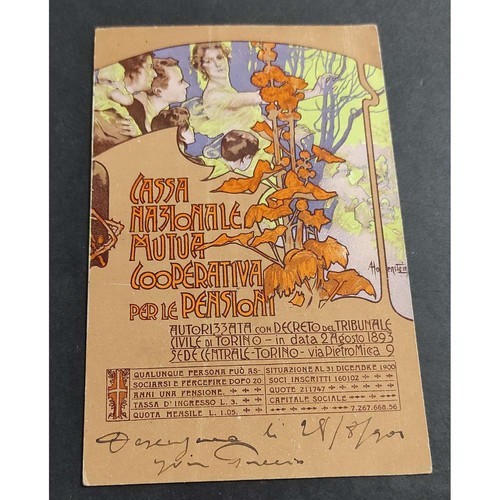 CASSA
NAZIONALE
MUTUA
COOPERATIVA
PER LE PENSIONI
AUTORIZZATA CON DECRETO DEL TRIBUNALE
CIVILE DI TORINO - in data 2 Agosto 1893
SEDE CENTRALE - TORINO - via Pietro Micca 9
QUALUNQUE PERSONA PUÒ AS-
SOCIARSI E PERCEPIRE DOPO 20
ANNI UNA PENSIONE.
TASSA D'INGRESSO L. 3.
QUOTA MENSILE L. 1.05.
SITUAZIONE AL 31 DICEMBRE 1900
SOCI INSCRITTI 160102
QUOTE 211747
CAPITALE SOCIALE
7.267.668.56
li 28/8/901